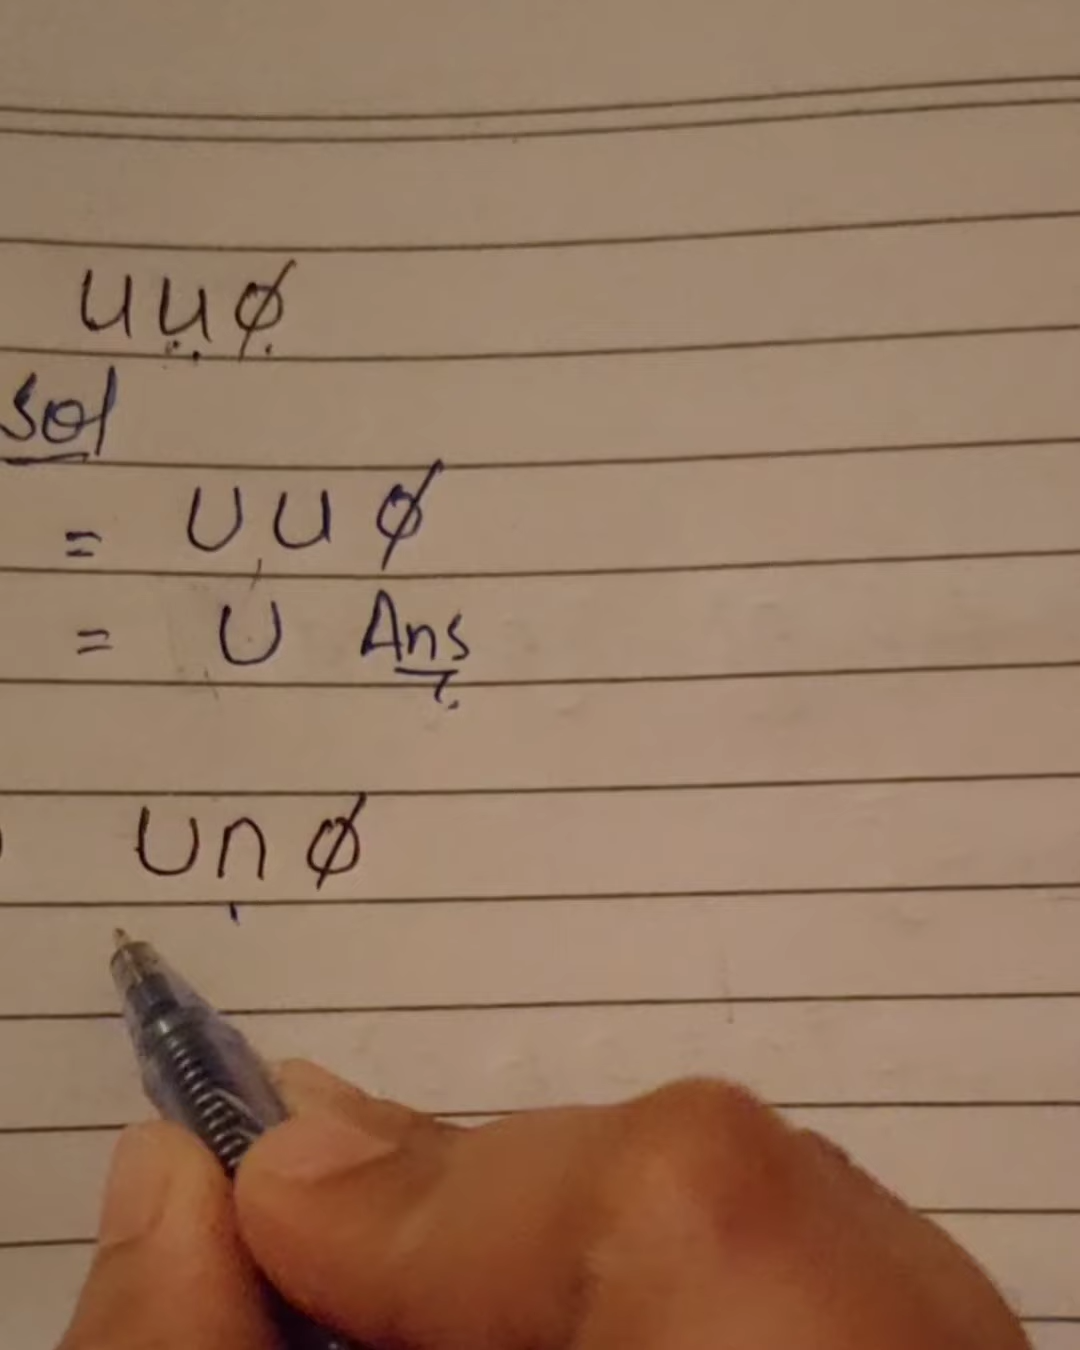 U ∪ ∅
Sol
= U ∪ ∅
= U Ans
U ∩ ∅